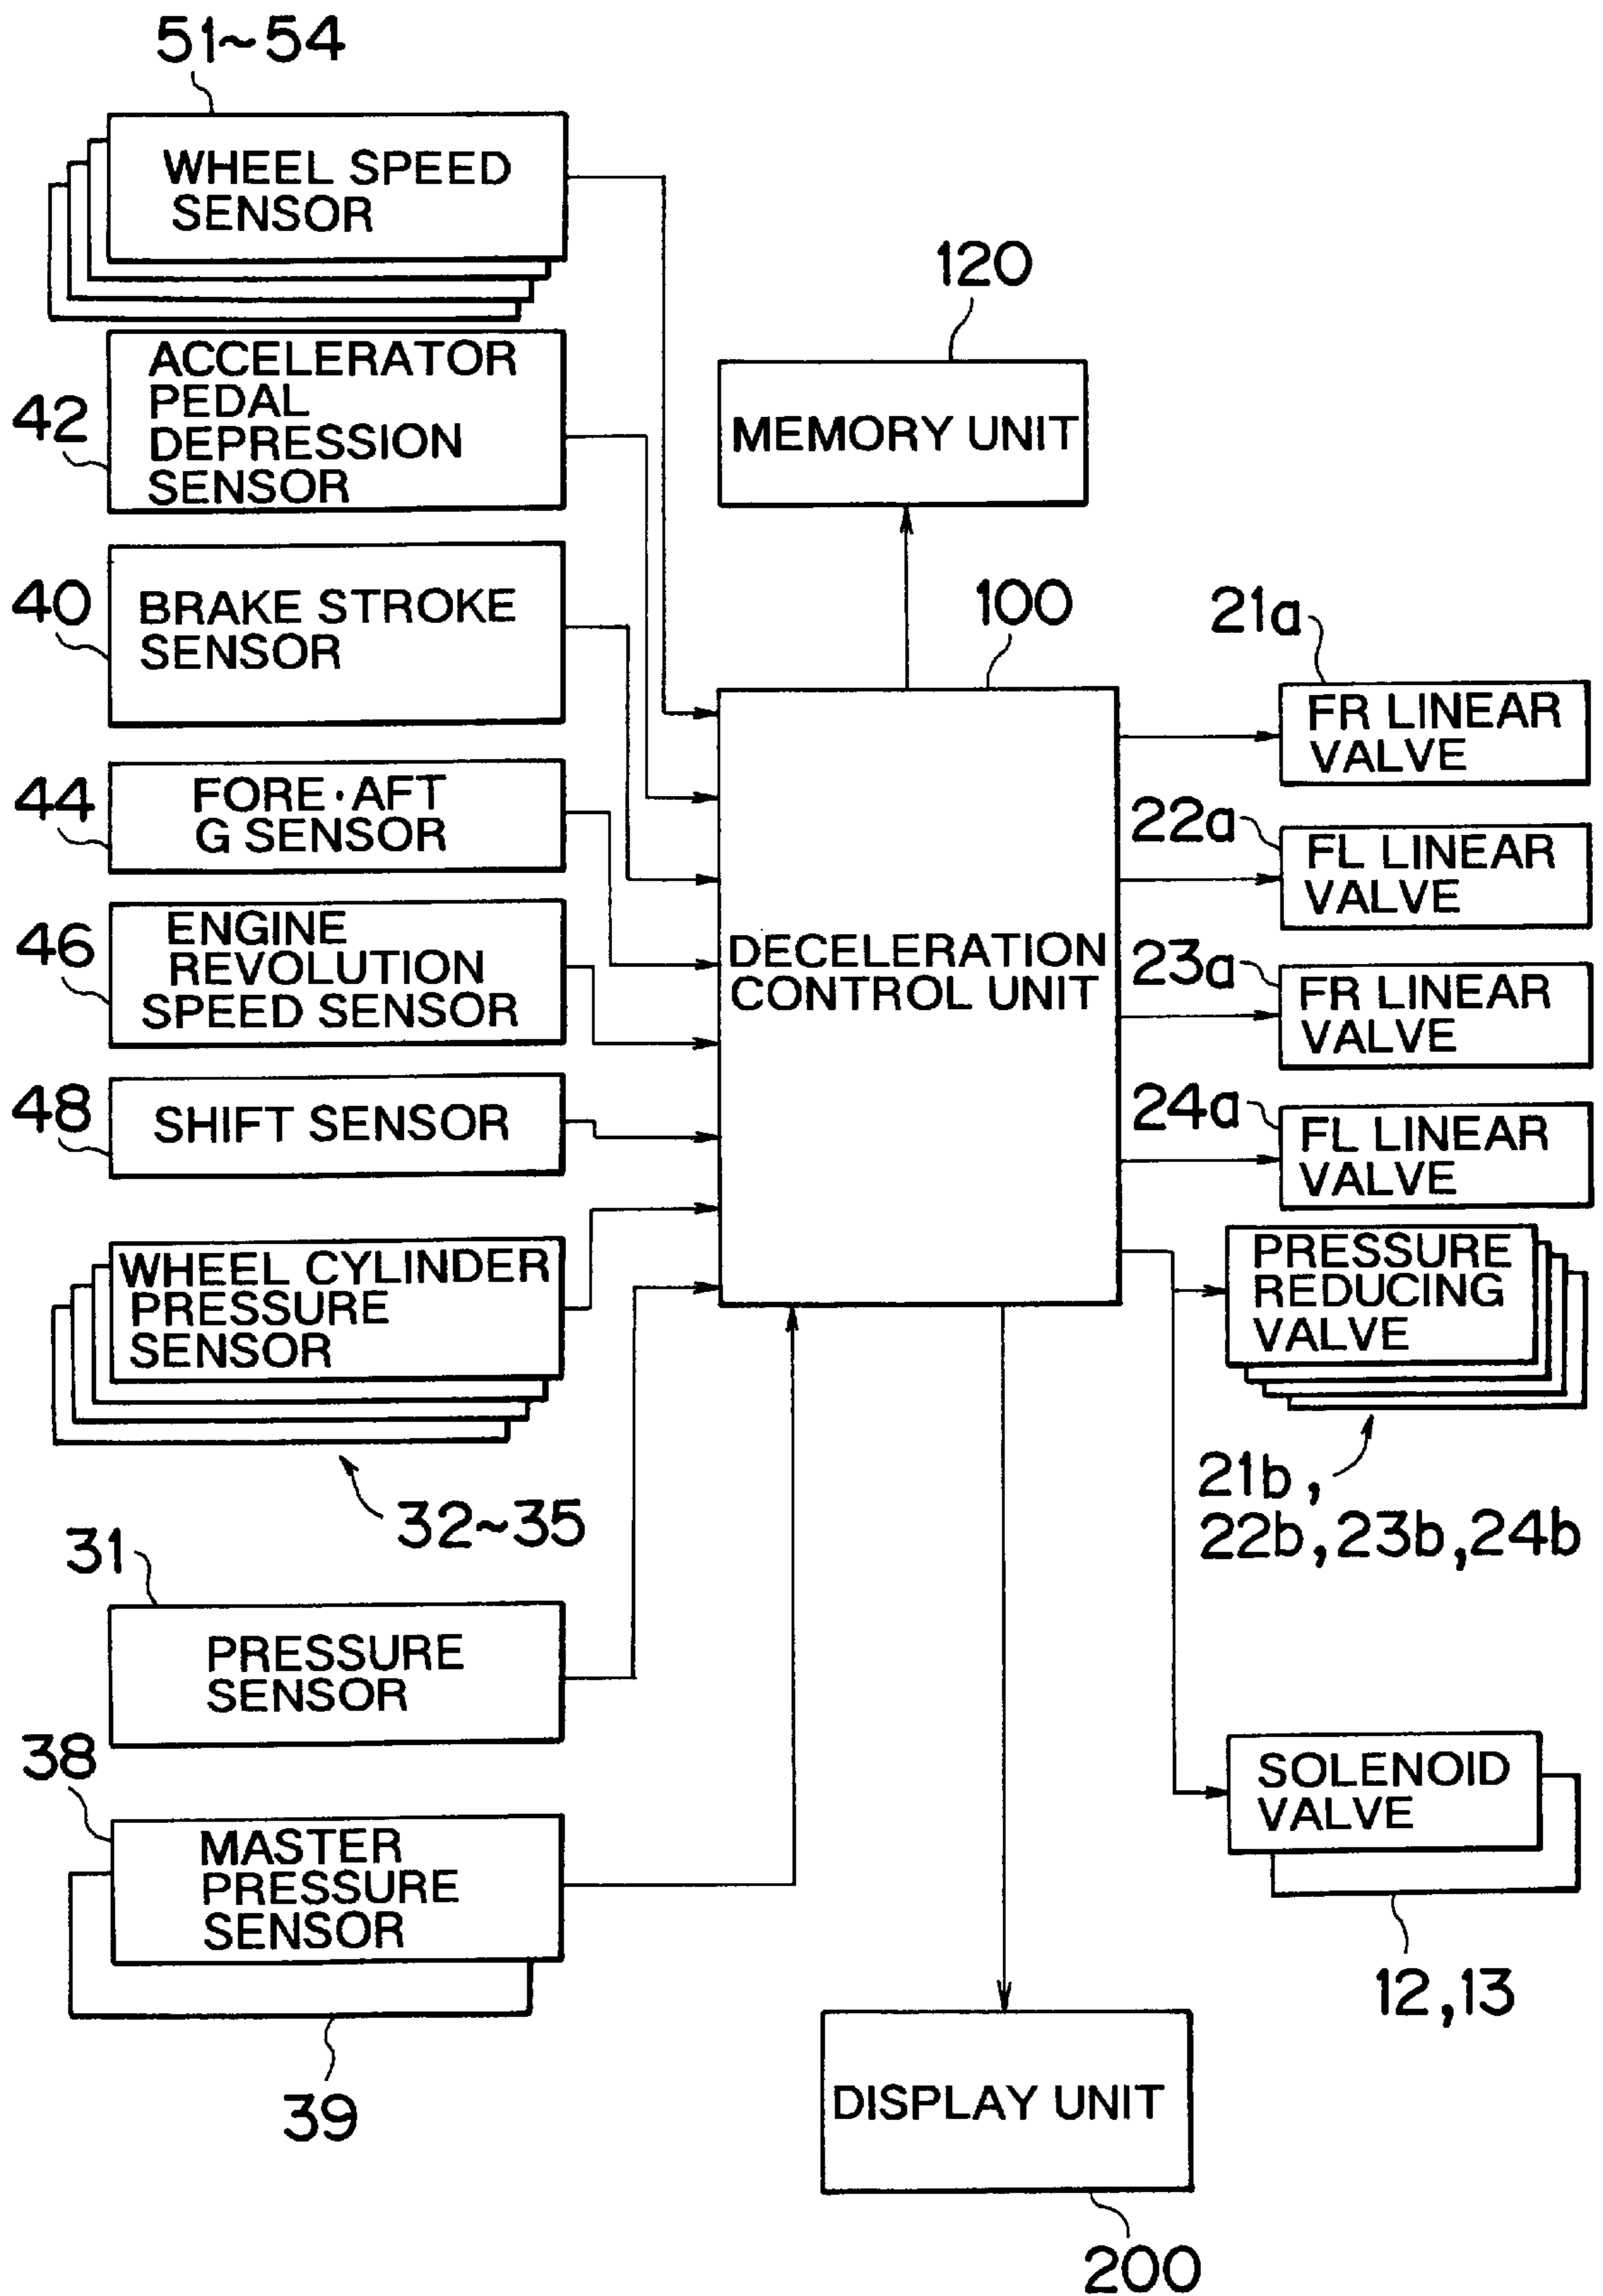 51~54
WHEEL SPEED
SENSOR
42
ACCELERATOR
PEDAL
DEPRESSION
SENSOR
40
BRAKE STROKE
SENSOR
44
FORE·AFT
G SENSOR
46
ENGINE
REVOLUTION
SPEED SENSOR
48
SHIFT SENSOR
WHEEL CYLINDER
PRESSURE
SENSOR
32~35
31
PRESSURE
SENSOR
38
MASTER
PRESSURE
SENSOR
39
120
MEMORY UNIT
100
DECELERATION
CONTROL UNIT
DISPLAY UNIT
200
21a
FR LINEAR
VALVE
22a
FL LINEAR
VALVE
23a
FR LINEAR
VALVE
24a
FL LINEAR
VALVE
PRESSURE
REDUCING
VALVE
21b,
22b,23b,24b
SOLENOID
VALVE
12,13